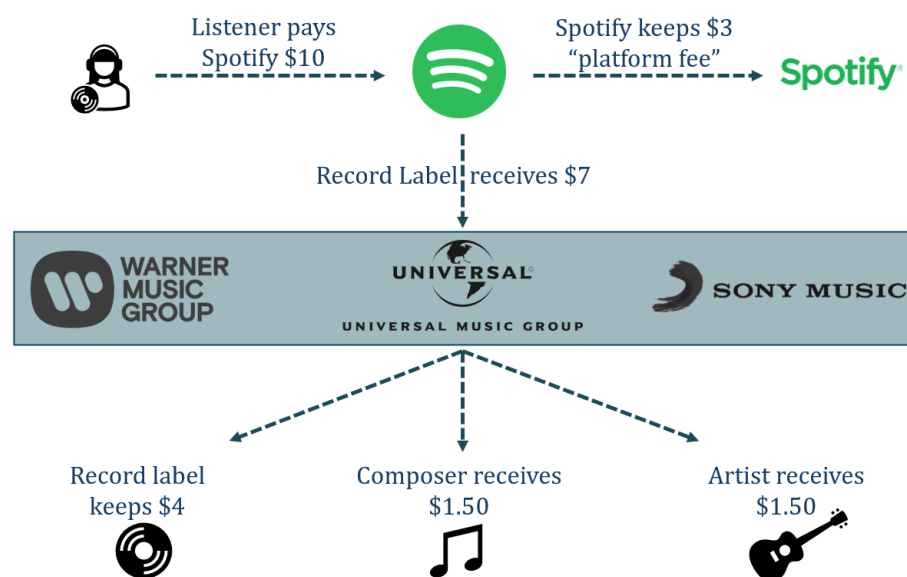 Listener pays
Spotify $10
Spotify keeps $3
“platform fee”
Spotify®
Record Label receives $7
WARNER
MUSIC
GROUP
UNIVERSAL®
UNIVERSAL MUSIC GROUP
SONY MUSIC
Record label
keeps $4
Composer receives
$1.50
Artist receives
$1.50